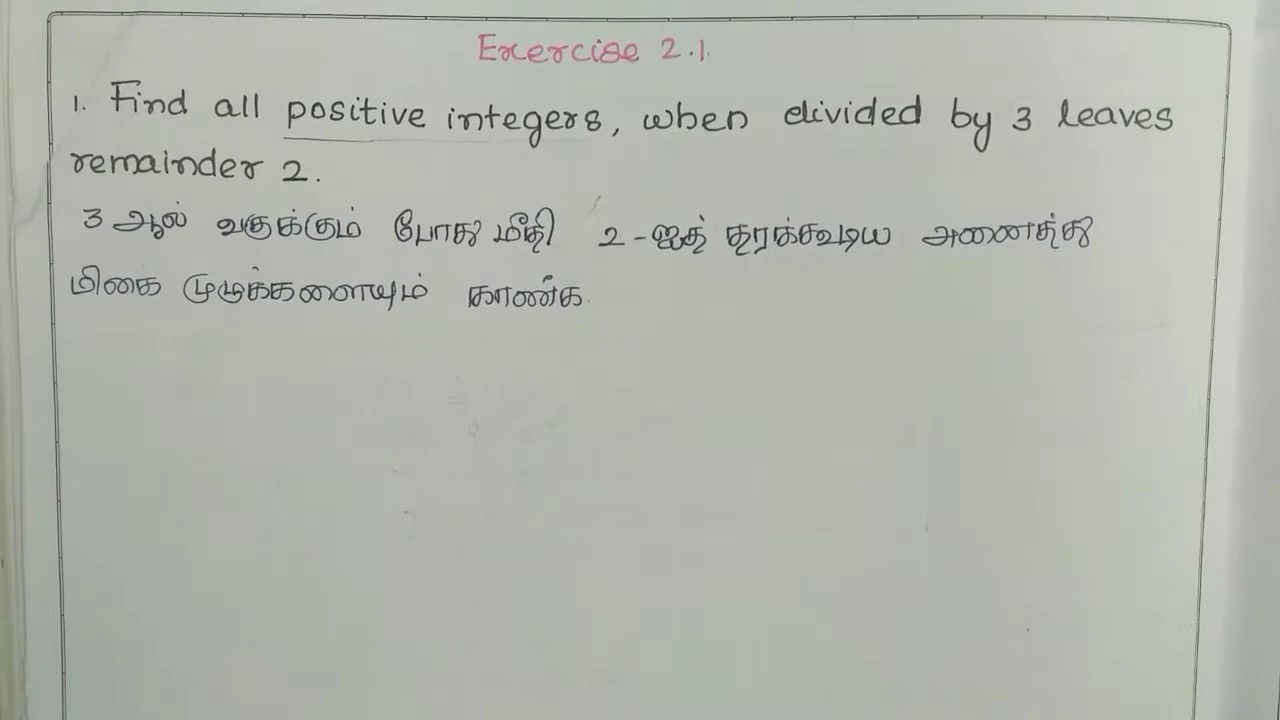 Exercise 2.1.
1. Find all positive integers, when divided by 3 leaves
remainder 2.
3 ஆல் வகுக்கும் போது மீதி 2-ஐத் தரக்கூடிய அனைத்து
மிகை முழுக்களையும் காண்க.